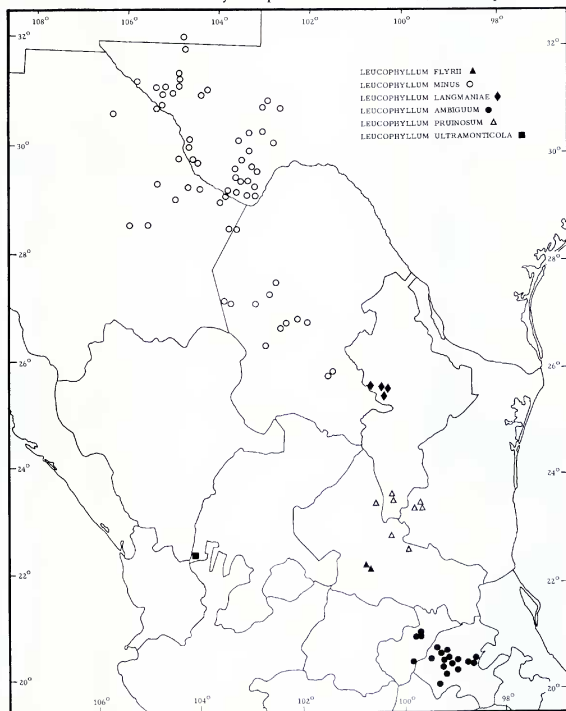 108° 106° 104° 102° 100° 98°
32° 32°
LEUCOPHYLLUM FLYRII ▲
LEUCOPHYLLUM MINUS ○
LEUCOPHYLLUM LANGMANIAE ♦
LEUCOPHYLLUM AMBIGUUM ●
LEUCOPHYLLUM PRUINOSUM △
LEUCOPHYLLUM ULTRAMONTICOLA ■
30° 30°
28° 28°
26° 26°
24° 24°
22° 22°
20° 20°
106° 104° 102° 100° 98°